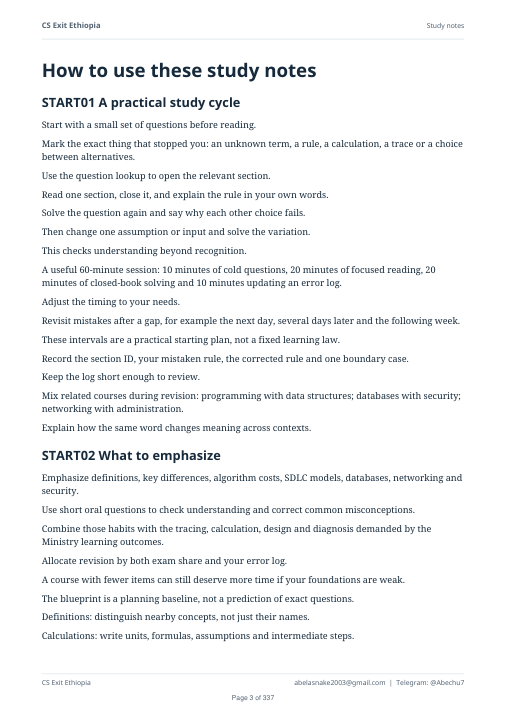 CS Exit Ethiopia
Study notes
How to use these study notes
START01 A practical study cycle
Start with a small set of questions before reading.
Mark the exact thing that stopped you: an unknown term, a rule, a calculation, a trace or a choice
between alternatives.
Use the question lookup to open the relevant section.
Read one section, close it, and explain the rule in your own words.
Solve the question again and say why each other choice fails.
Then change one assumption or input and solve the variation.
This checks understanding beyond recognition.
A useful 60-minute session: 10 minutes of cold questions, 20 minutes of focused reading, 20
minutes of closed-book solving and 10 minutes updating an error log.
Adjust the timing to your needs.
Revisit mistakes after a gap, for example the next day, several days later and the following week.
These intervals are a practical starting plan, not a fixed learning law.
Record the section ID, your mistaken rule, the corrected rule and one boundary case.
Keep the log short enough to review.
Mix related courses during revision: programming with data structures; databases with security;
networking with administration.
Explain how the same word changes meaning across contexts.
START02 What to emphasize
Emphasize definitions, key differences, algorithm costs, SDLC models, databases, networking and
security.
Use short oral questions to check understanding and correct common misconceptions.
Combine those habits with the tracing, calculation, design and diagnosis demanded by the
Ministry learning outcomes.
Allocate revision by both exam share and your error log.
A course with fewer items can still deserve more time if your foundations are weak.
The blueprint is a planning baseline, not a prediction of exact questions.
Definitions: distinguish nearby concepts, not just their names.
Calculations: write units, formulas, assumptions and intermediate steps.
CS Exit Ethiopia
abelasnake2003@gmail.com | Telegram: @Abechu7
Page 3 of 337